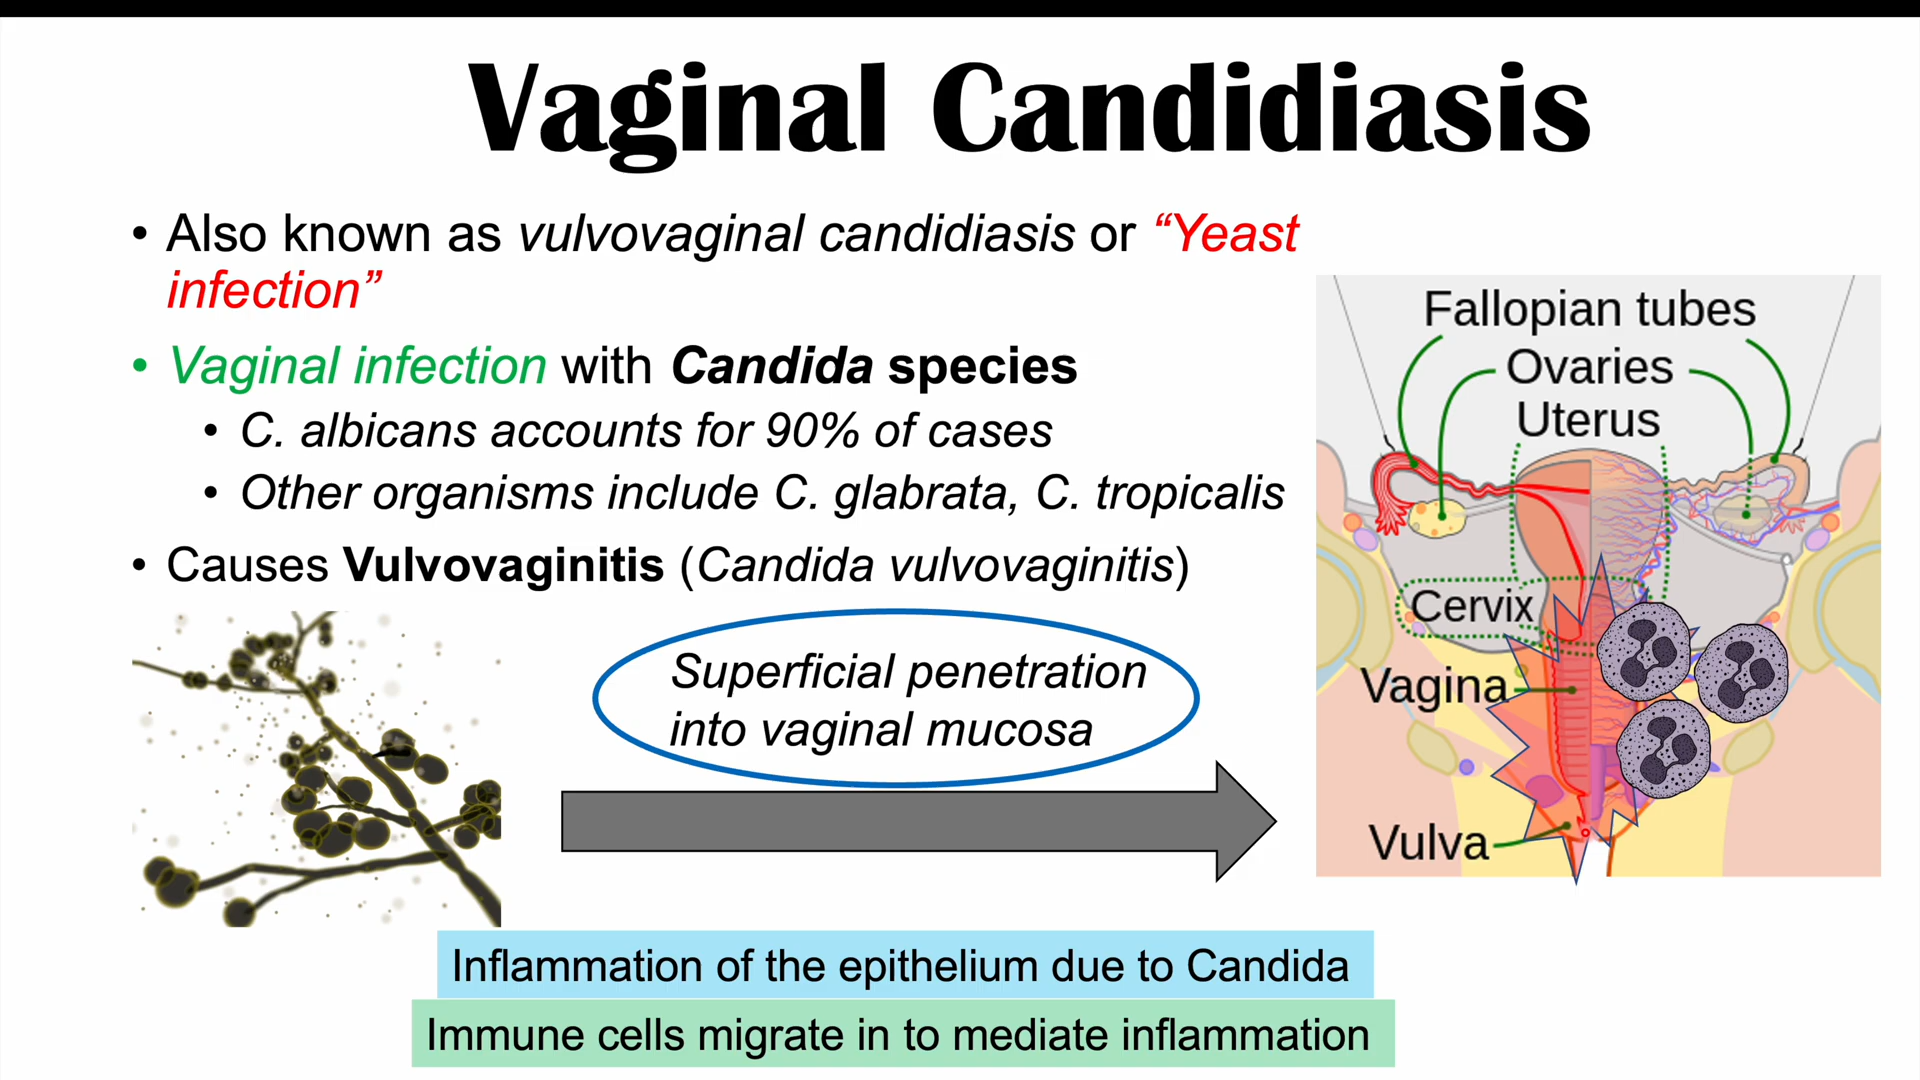 Vaginal Candidiasis
• Also known as vulvovaginal candidiasis or “Yeast
infection”
• Vaginal infection with Candida species
• C. albicans accounts for 90% of cases
• Other organisms include C. glabrata, C. tropicalis
• Causes Vulvovaginitis (Candida vulvovaginitis)
Superficial penetration
into vaginal mucosa
Fallopian tubes
Ovaries
Uterus
Cervix
Vagina
Vulva
Inflammation of the epithelium due to Candida
Immune cells migrate in to mediate inflammation